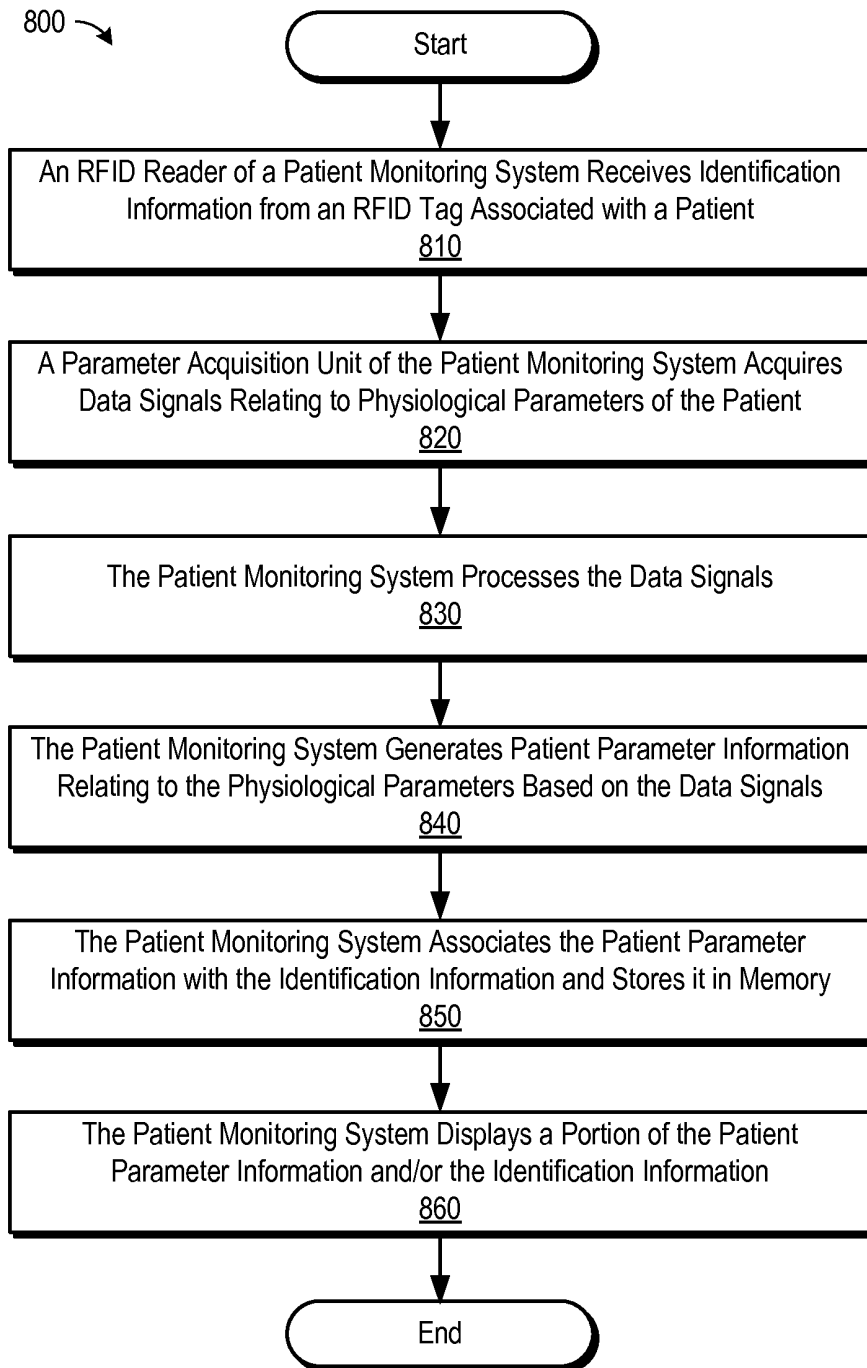 800
Start
An RFID Reader of a Patient Monitoring System Receives Identification
Information from an RFID Tag Associated with a Patient
810
A Parameter Acquisition Unit of the Patient Monitoring System Acquires
Data Signals Relating to Physiological Parameters of the Patient
820
The Patient Monitoring System Processes the Data Signals
830
The Patient Monitoring System Generates Patient Parameter Information
Relating to the Physiological Parameters Based on the Data Signals
840
The Patient Monitoring System Associates the Patient Parameter
Information with the Identification Information and Stores it in Memory
850
The Patient Monitoring System Displays a Portion of the Patient
Parameter Information and/or the Identification Information
860
End